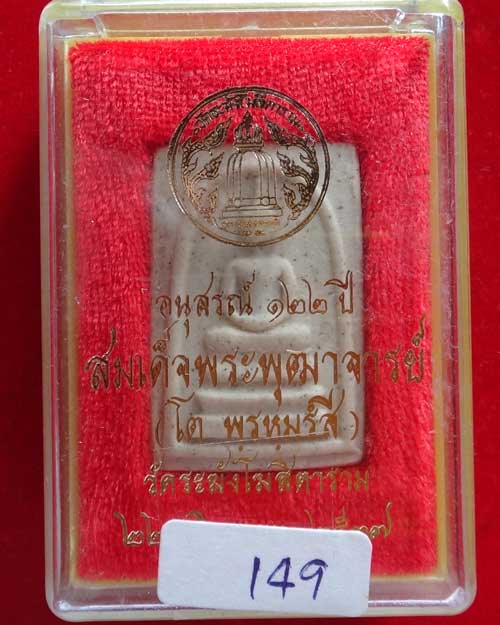 อนุสรณ์ ๑๒๒ ปี
สมเด็จพระพุฒาจารย์
(โต พฺรหฺมรํสี)
วัดระฆังโฆสิตาราม
149